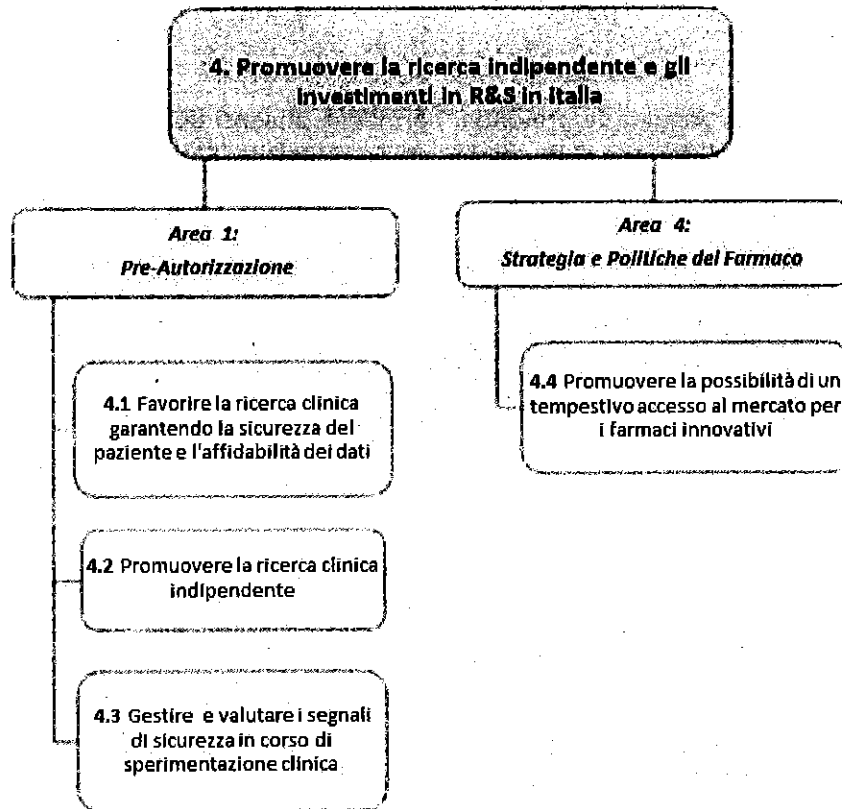 4. Promuovere la ricerca indipendente e gli
investimenti in R&S in Italia
Area 1:
Pre-Autorizzazione
Area 4:
Strategia e Politiche del Farmaco
4.1 Favorire la ricerca clinica
garantendo la sicurezza del
paziente e l'affidabilità dei dati
4.2 Promuovere la ricerca clinica
indipendente
4.3 Gestire e valutare i segnali
di sicurezza in corso di
sperimentazione clinica
4.4 Promuovere la possibilità di un
tempestivo accesso al mercato per
i farmaci innovativi